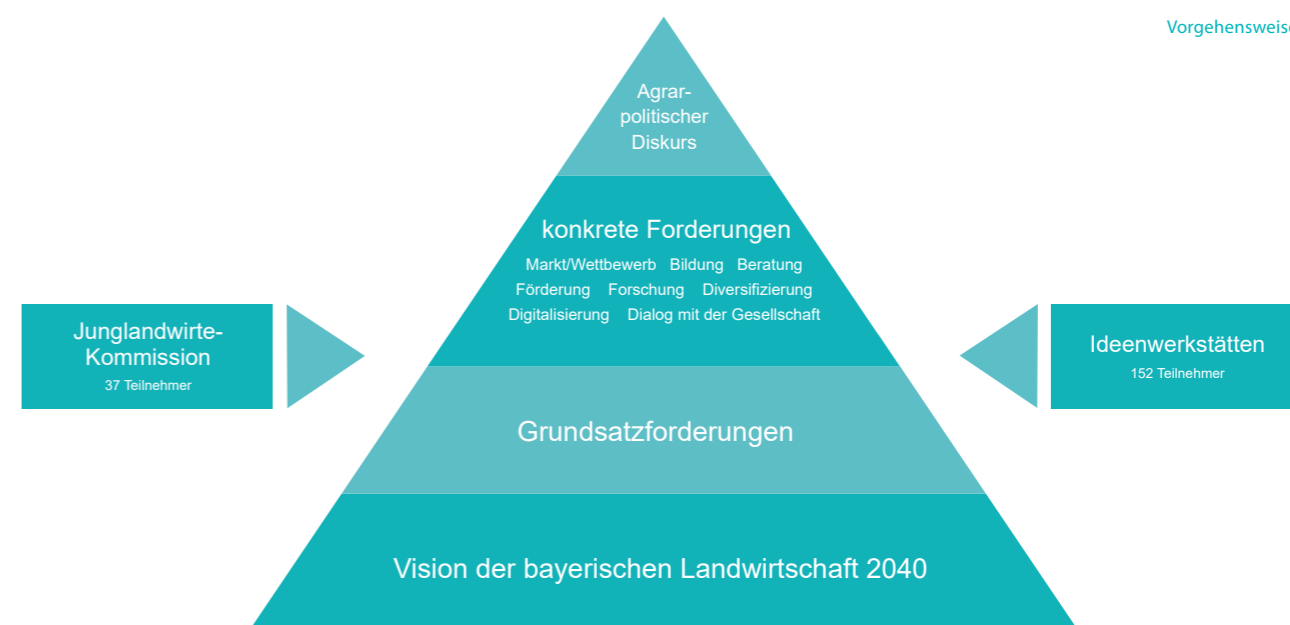 Vorgehensweise
Agrar-
politischer
Diskurs
konkrete Forderungen
Markt/Wettbewerb Bildung Beratung
Förderung Forschung Diversifizierung
Digitalisierung Dialog mit der Gesellschaft
Junglandwirte-
Kommission
37 Teilnehmer
Ideenwerkstätten
152 Teilnehmer
Grundsatzforderungen
Vision der bayerischen Landwirtschaft 2040